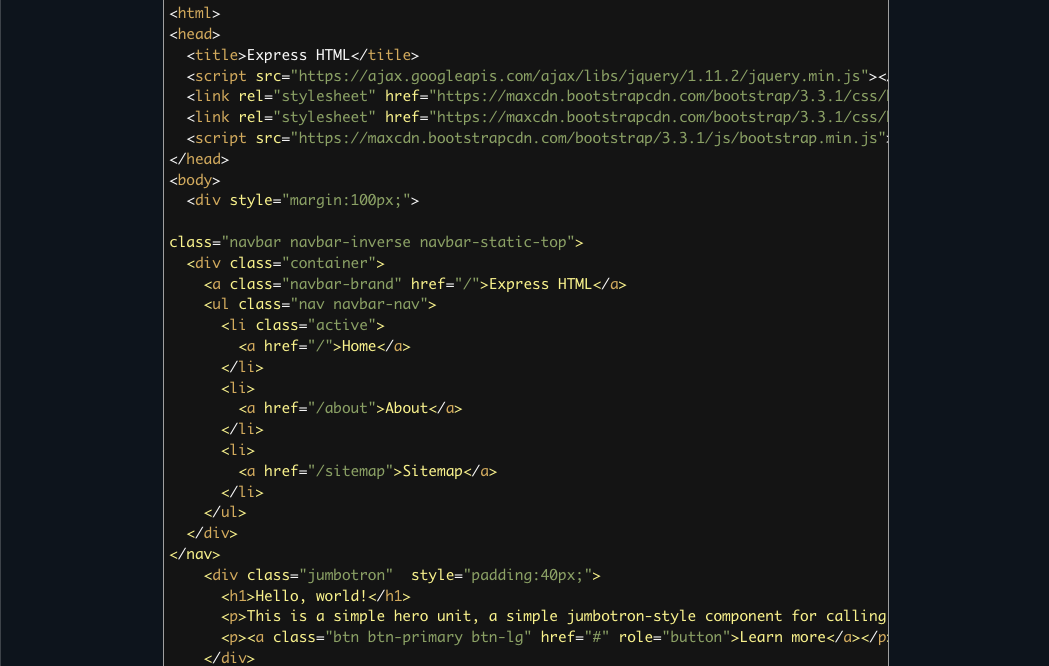 <html>
<head>
  <title>Express HTML</title>
  <script src="https://ajax.googleapis.com/ajax/libs/jquery/1.11.2/jquery.min.js"></
  <link rel="stylesheet" href="https://maxcdn.bootstrapcdn.com/bootstrap/3.3.1/css/
  <link rel="stylesheet" href="https://maxcdn.bootstrapcdn.com/bootstrap/3.3.1/css/
  <script src="https://maxcdn.bootstrapcdn.com/bootstrap/3.3.1/js/bootstrap.min.js">
</head>
<body>
  <div style="margin:100px;">

class="navbar navbar-inverse navbar-static-top">
  <div class="container">
    <a class="navbar-brand" href="/">Express HTML</a>
    <ul class="nav navbar-nav">
      <li class="active">
        <a href="/">Home</a>
      </li>
      <li>
        <a href="/about">About</a>
      </li>
      <li>
        <a href="/sitemap">Sitemap</a>
      </li>
    </ul>
  </div>
</nav>
    <div class="jumbotron"  style="padding:40px;">
      <h1>Hello, world!</h1>
      <p>This is a simple hero unit, a simple jumbotron-style component for calling
      <p><a class="btn btn-primary btn-lg" href="#" role="button">Learn more</a></p
    </div>